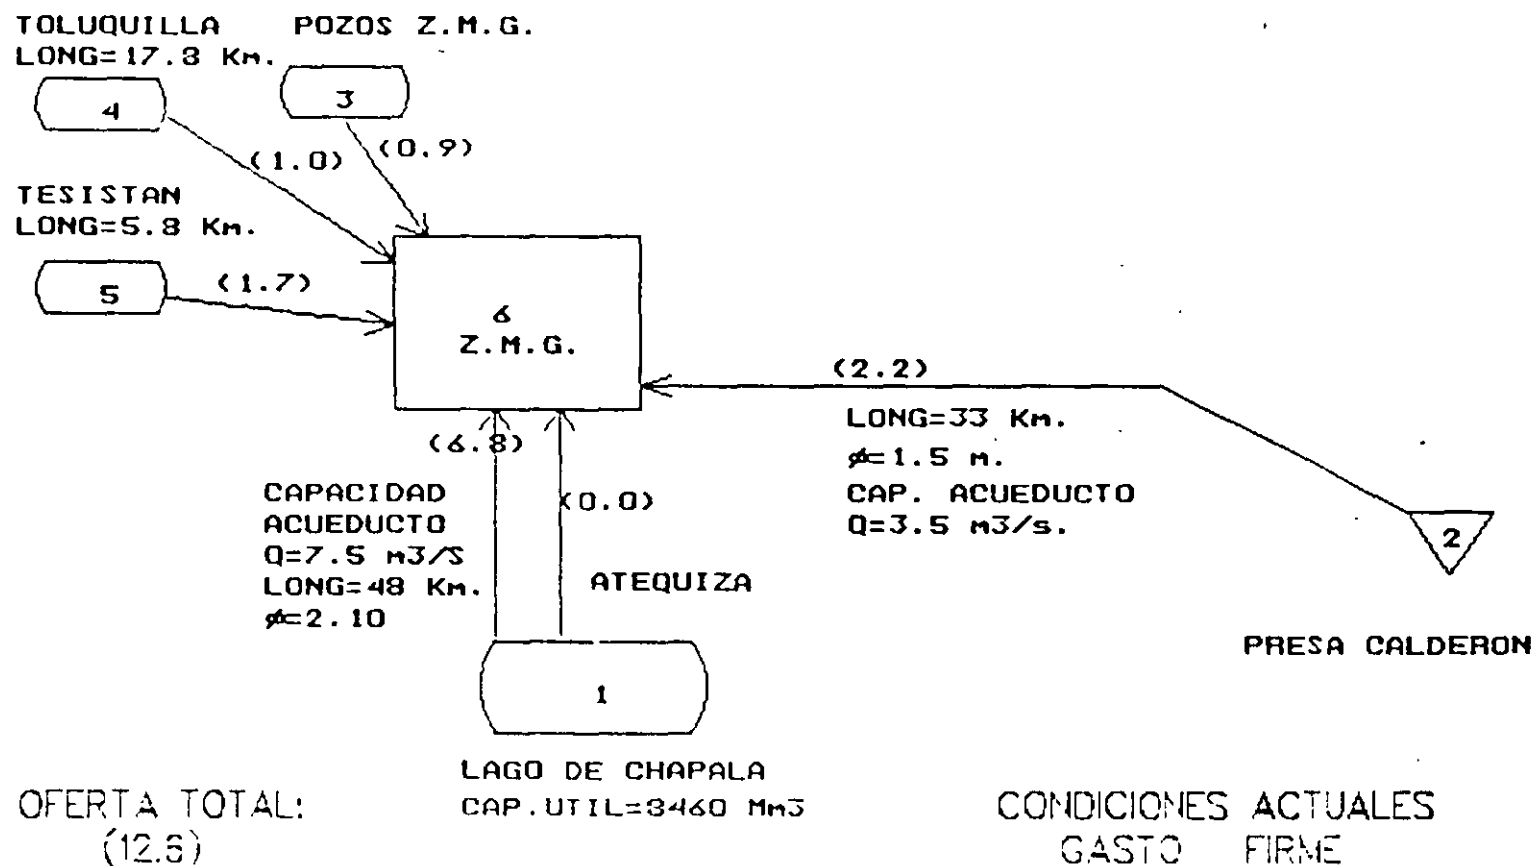 TOLUQUILLA POZOS Z.M.G.
LONG=17.8 Km.
4
3
(1.0)
(0.9)
TESISTAN
LONG=5.8 Km.
5
(1.7)
6
Z.M.G.
(2.2)
LONG=33 Km.
ø=1.5 m.
CAP. ACUEDUCTO
Q=3.5 m3/s.
2
PRESA CALDERON
(6.8)
(0.0)
CAPACIDAD
ACUEDUCTO
Q=7.5 m3/S
LONG=48 Km.
ø=2.10
ATEQUIZA
1
LAGO DE CHAPALA
CAP.UTIL=8460 Mm3
OFERTA TOTAL:
(12.6)
CONDICIONES ACTUALES
GASTO FIRME